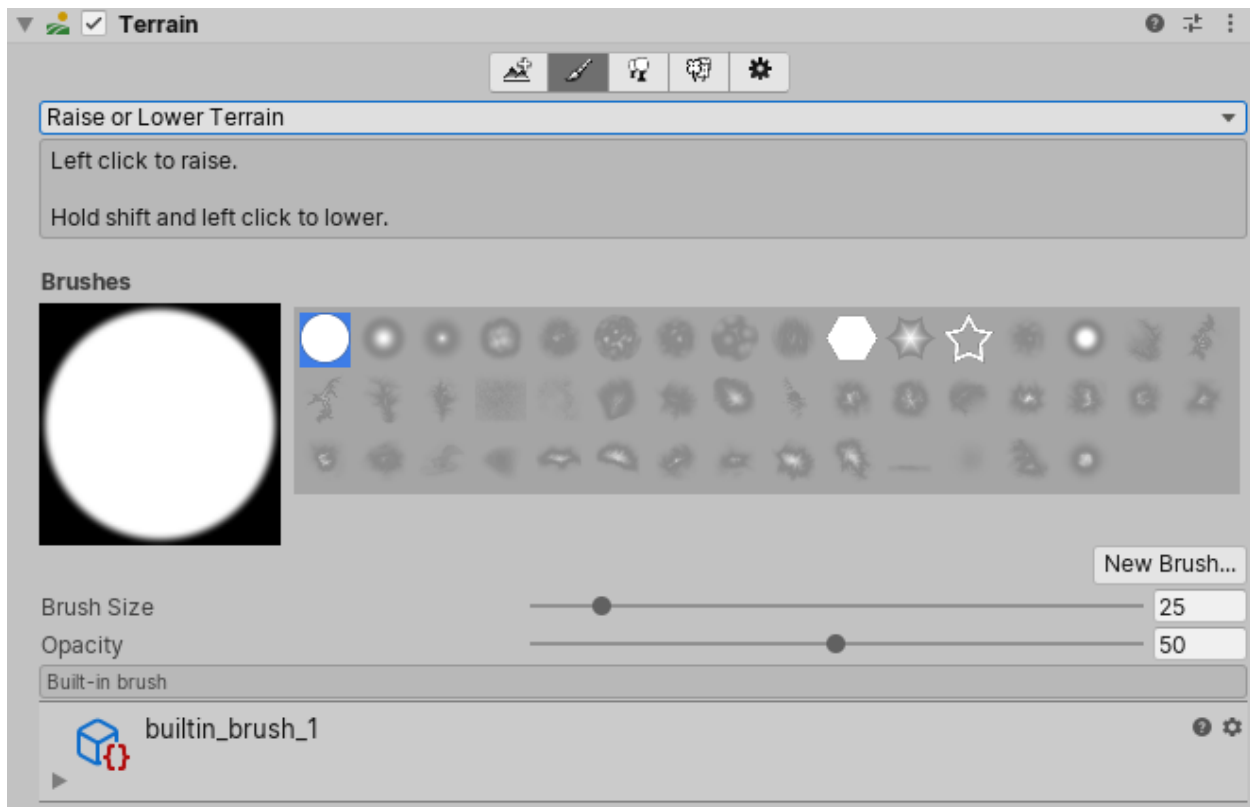 Terrain
Raise or Lower Terrain
Left click to raise.
Hold shift and left click to lower.
Brushes
New Brush...
Brush Size 25
Opacity 50
Built-in brush
builtin_brush_1